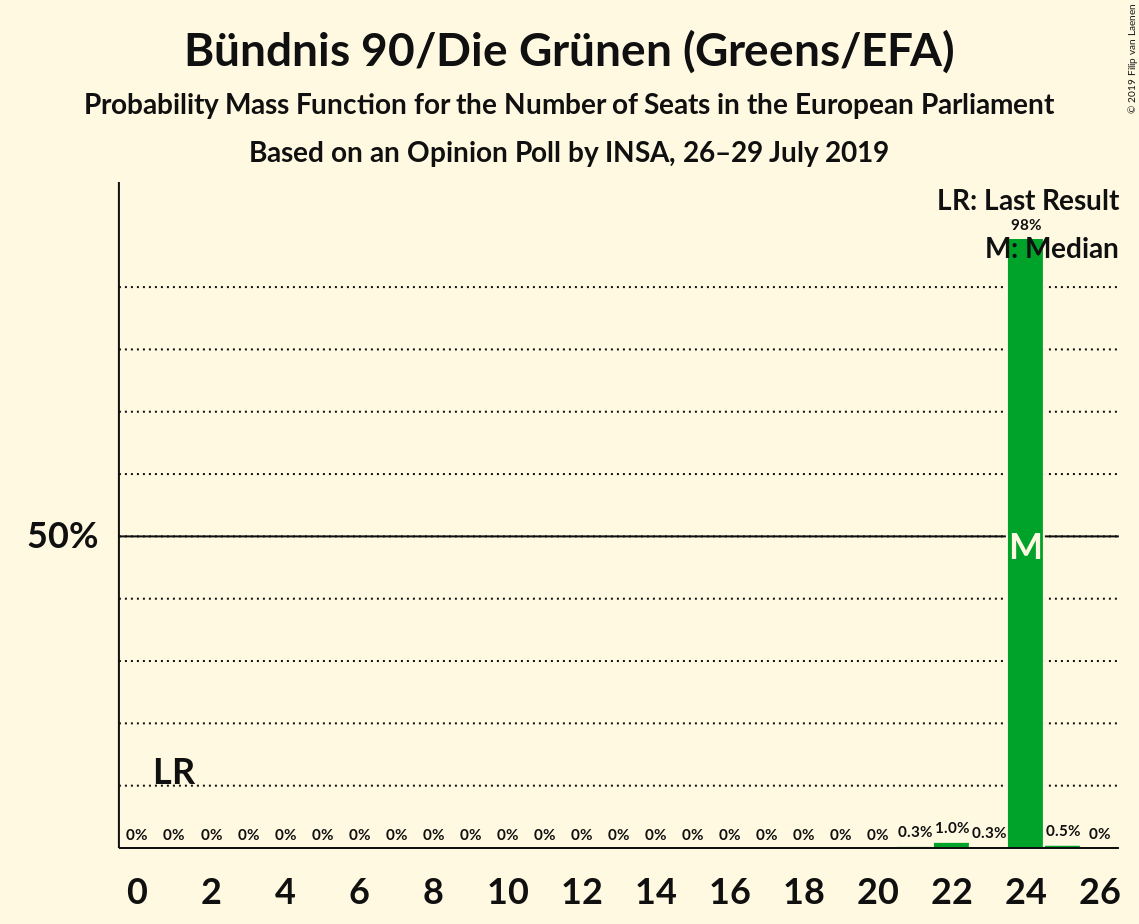 Bündnis 90/Die Grünen (Greens/EFA)
Probability Mass Function for the Number of Seats in the European Parliament
Based on an Opinion Poll by INSA, 26–29 July 2019
© 2019 Filip van Laenen
LR: Last Result
98%
M: Median
50%
M
LR
0% 0% 0% 0% 0% 0% 0% 0% 0% 0% 0% 0% 0% 0% 0% 0% 0% 0% 0% 0% 0% 0.3% 1.0% 0.3% 0.5% 0%
0 2 4 6 8 10 12 14 16 18 20 22 24 26